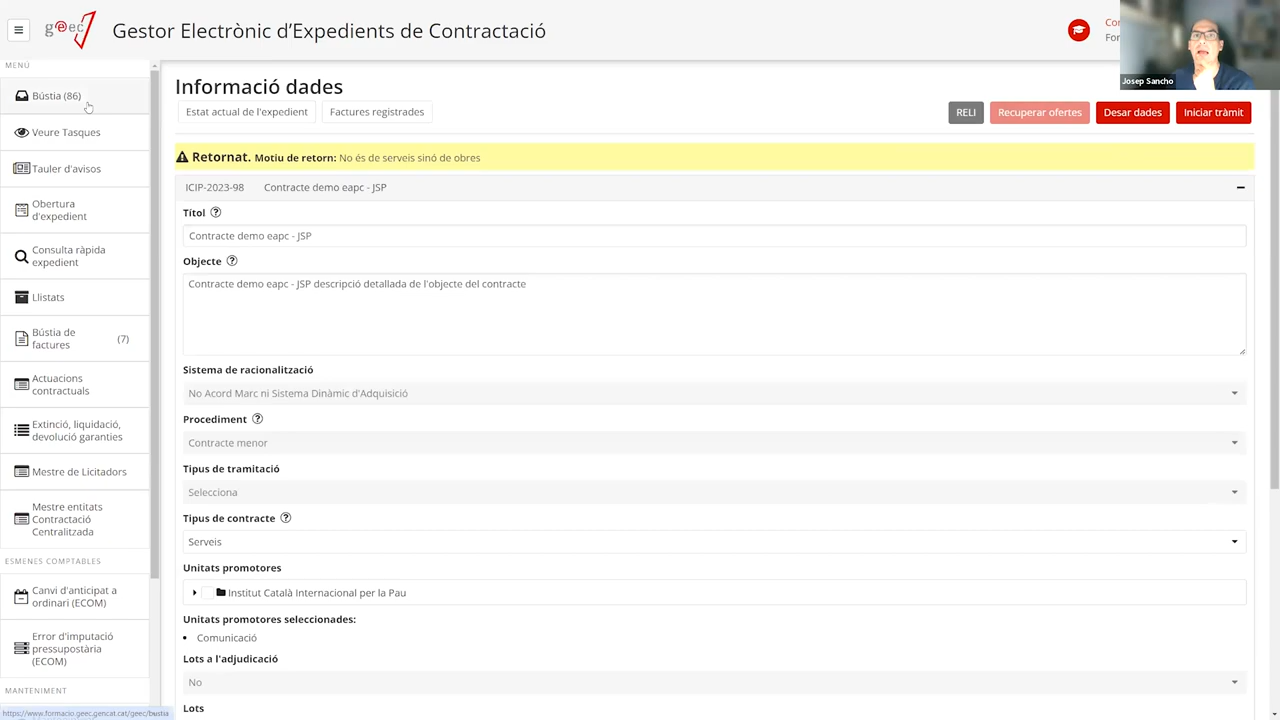 geec
Gestor Electrònic d'Expedients de Contractació
Josep Sancho
MENÚ
Bústia (86)
Veure Tasques
Tauler d'avisos
Obertura
d'expedient
Consulta ràpida
expedient
Llistats
Bústia de
factures
(7)
Actuacions
contractuals
Extinció, liquidació,
devolució garanties
Mestre de Licitadors
Mestre entitats
Contractació
Centralitzada
ESMENES COMPTABLES
Canvi d'anticipat a
ordinari (ECOM)
Error d'imputació
pressupostària
(ECOM)
MANTENIMENT
https://www.formacio.geec.gencat.cat/geec/bustia
Informació dades
Estat actual de l'expedient
Factures registrades
RELI
Recuperar ofertes
Desar dades
Iniciar tràmit
Retornat. Motiu de retorn: No és de serveis sinó de obres
ICIP-2023-98 Contracte demo eapc - JSP
Títol
Contracte demo eapc - JSP
Objecte
Contracte demo eapc - JSP descripció detallada de l'objecte del contracte
Sistema de racionalització
No Acord Marc ni Sistema Dinàmic d'Adquisició
Procediment
Contracte menor
Tipus de tramitació
Selecciona
Tipus de contracte
Serveis
Unitats promotores
Institut Català Internacional per la Pau
Unitats promotores seleccionades:
Comunicació
Lots a l'adjudicació
No
Lots